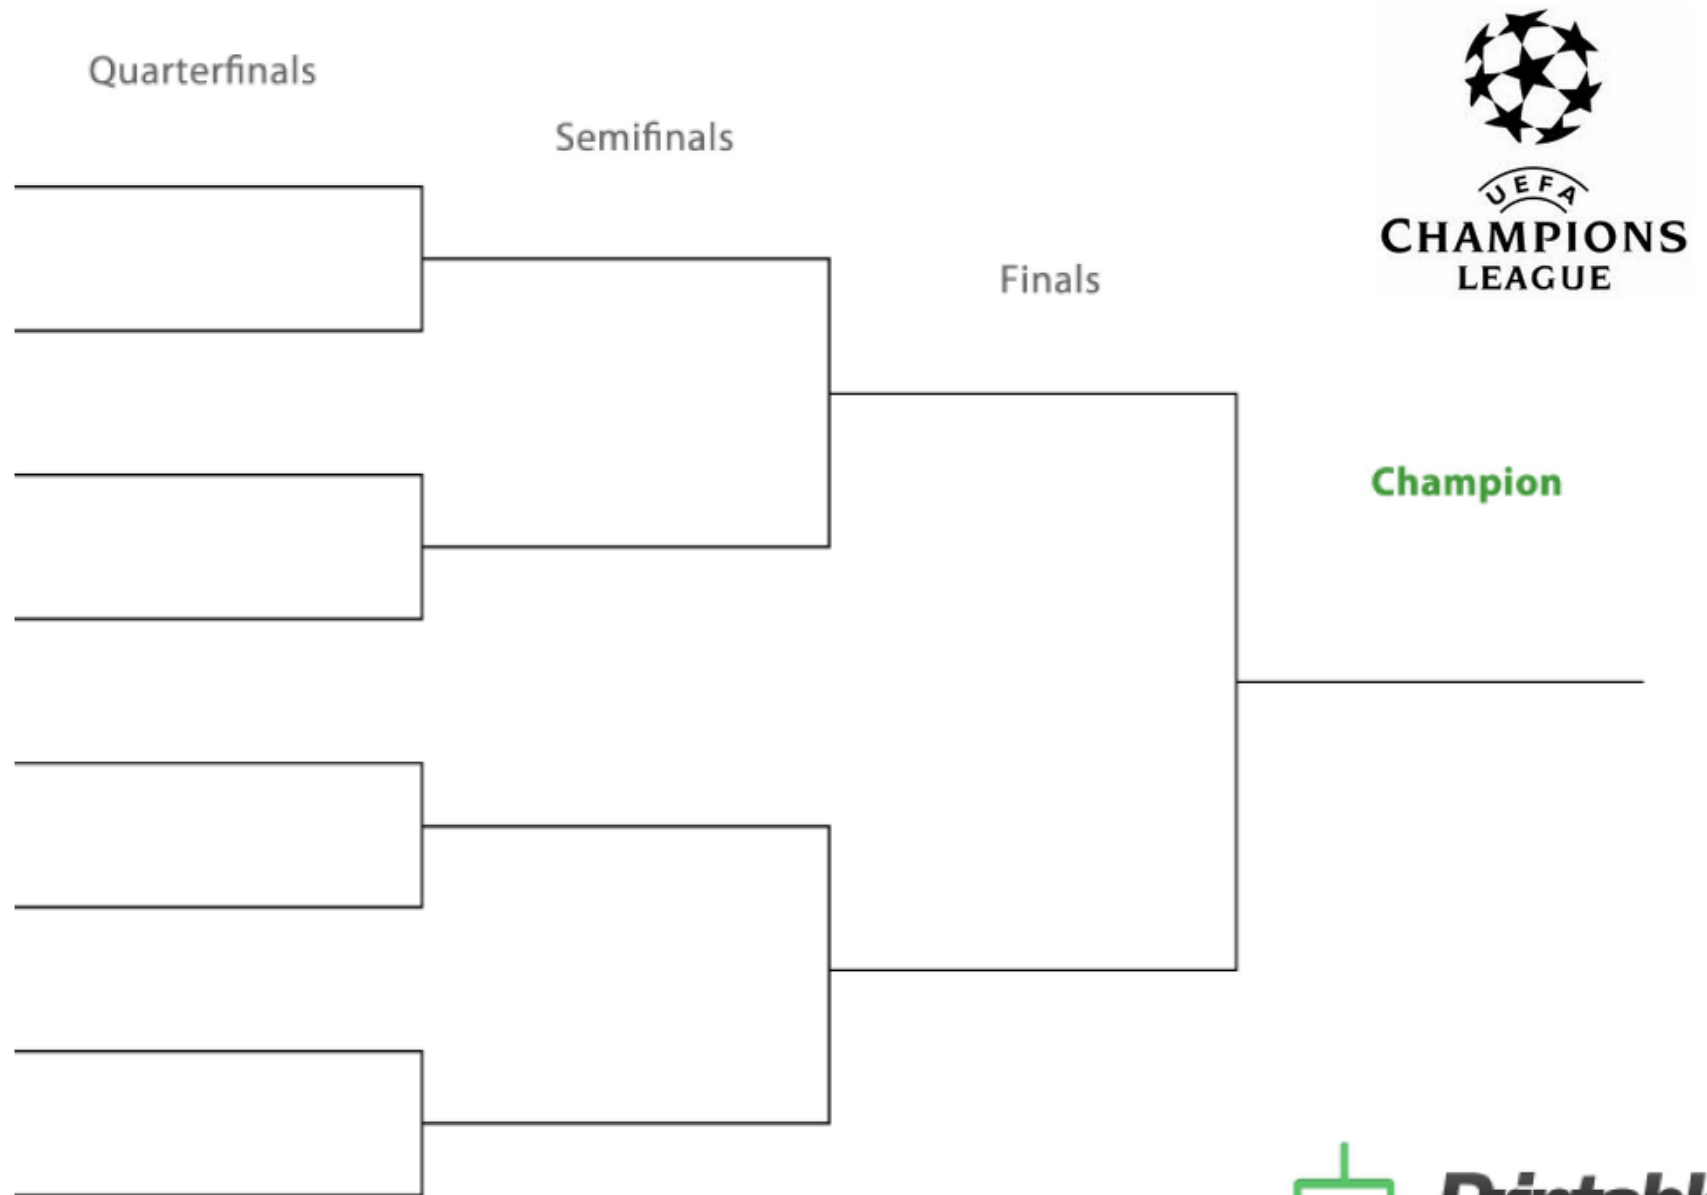 Quarterfinals
Semifinals
UEFA
CHAMPIONS
LEAGUE
Finals
Champion